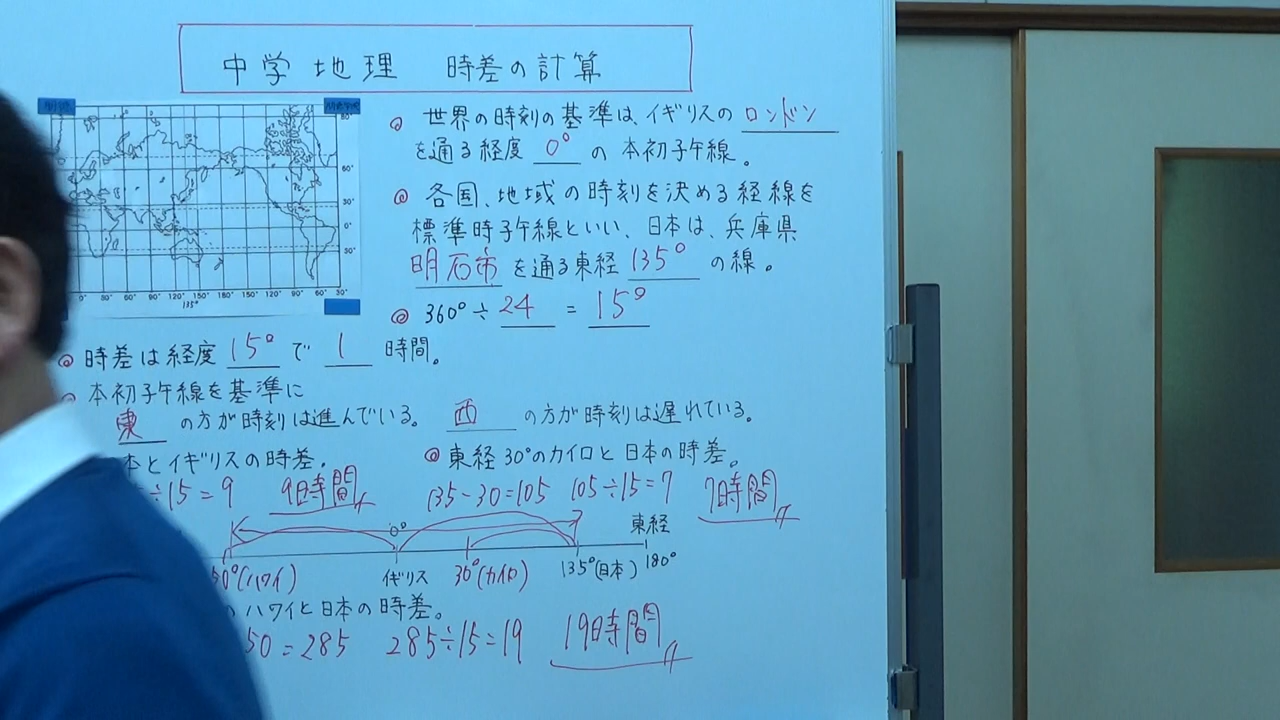 中学 地理 時差の計算
◎ 世界の時刻の基準は、イギリスの ロンドン
を通る経度 0° の 本初子午線。
◎ 各国、地域の時刻を決める経線を
標準時子午線といい、日本は、兵庫県
明石市 を通る東経 135° の線。
◎ 360° ÷ 24 = 15°
135°
◎ 時差は経度 15° で 1 時間。
本初子午線を基準に
東 の方が時刻は進んでいる。 西 の方が時刻は遅れている。
本とイギリスの時差。
÷15=9 9時間
◎ 東経30°のカイロと日本の時差。
135-30=105 105÷15=7 7時間
0° 東経
50°(ハワイ) イギリス 30°(カイロ) 135°(日本) 180°
のハワイと日本の時差。
50=285 285÷15=19 19時間